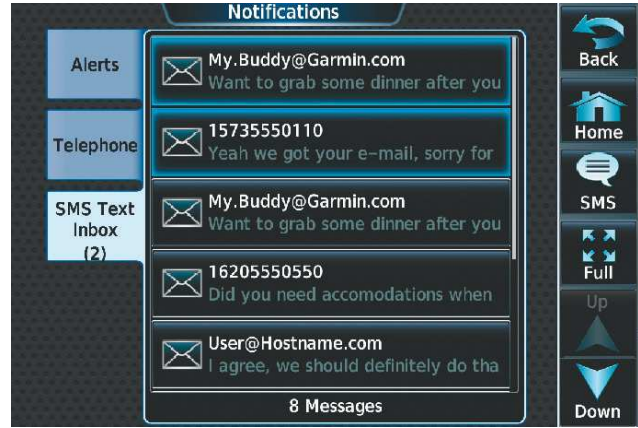 Notifications
Alerts
Telephone
SMS Text
Inbox
(2)
My.Buddy@Garmin.com
Want to grab some dinner after you
15735550110
Yeah we got your e-mail, sorry for
My.Buddy@Garmin.com
Want to grab some dinner after you
16205550550
Did you need accomodations when
User@Hostname.com
I agree, we should definitely do tha
8 Messages
Back
Home
SMS
Full
Up
Down